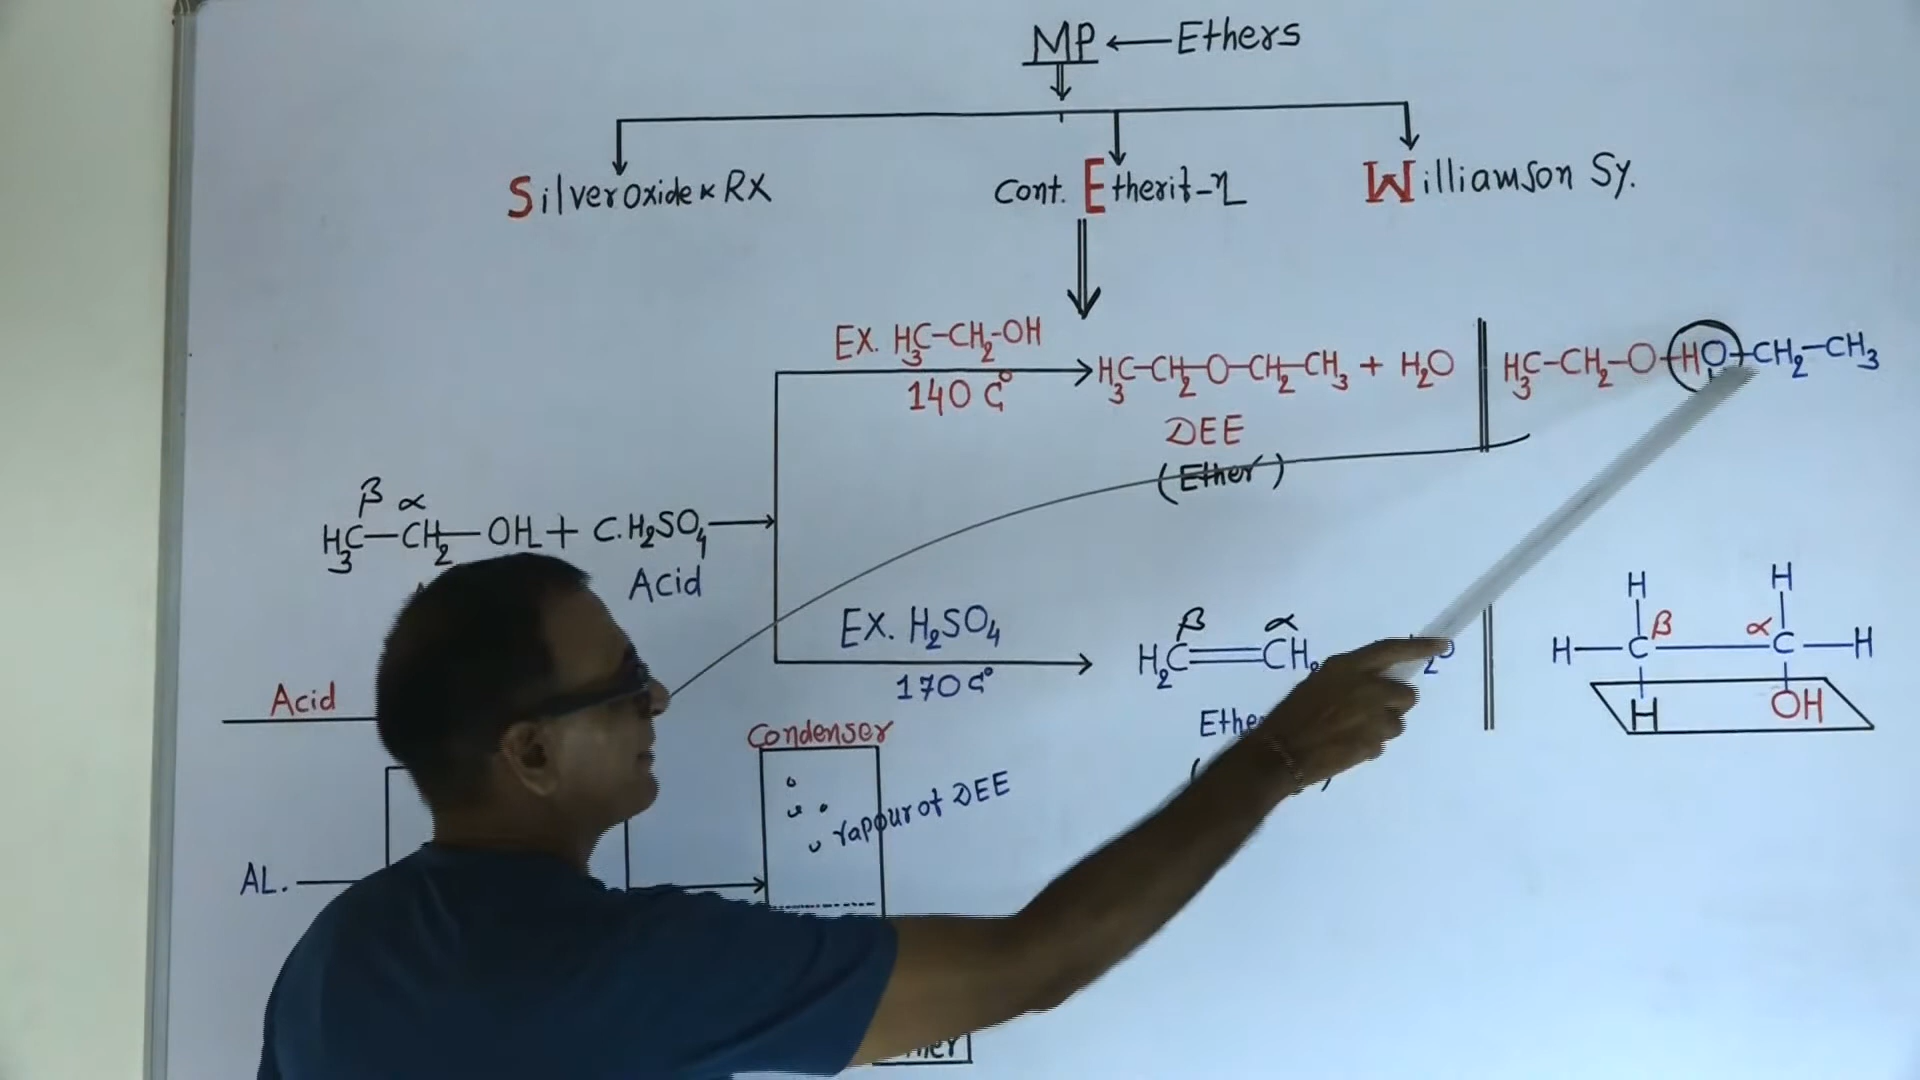 MP ← Ethers
Silver oxide × RX
Cont. Etherif-n
Williamson Sy.
EX. H₃C-CH₂-OH
140 C°
H₃C-CH₂-O-CH₂-CH₃ + H₂O
DEE
(Ether)
H₃C-CH₂-O-HO-CH₂-CH₃
β α
H₃C-CH₂-OH + C.H₂SO₄
Acid
EX. H₂SO₄
170 C°
β α
H₂C=CH₂
H H
H-C β α C-H
H OH
Acid
Condenser
vapour of DEE
AL.